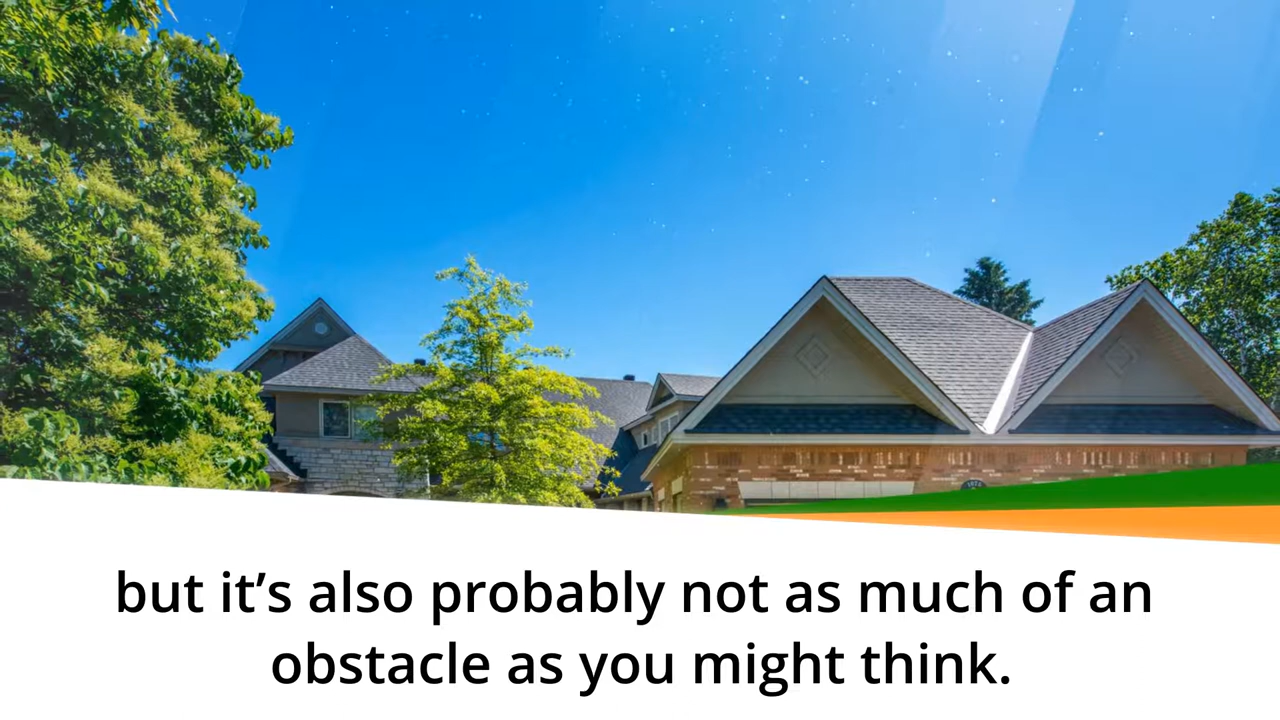 but it’s also probably not as much of an
obstacle as you might think.